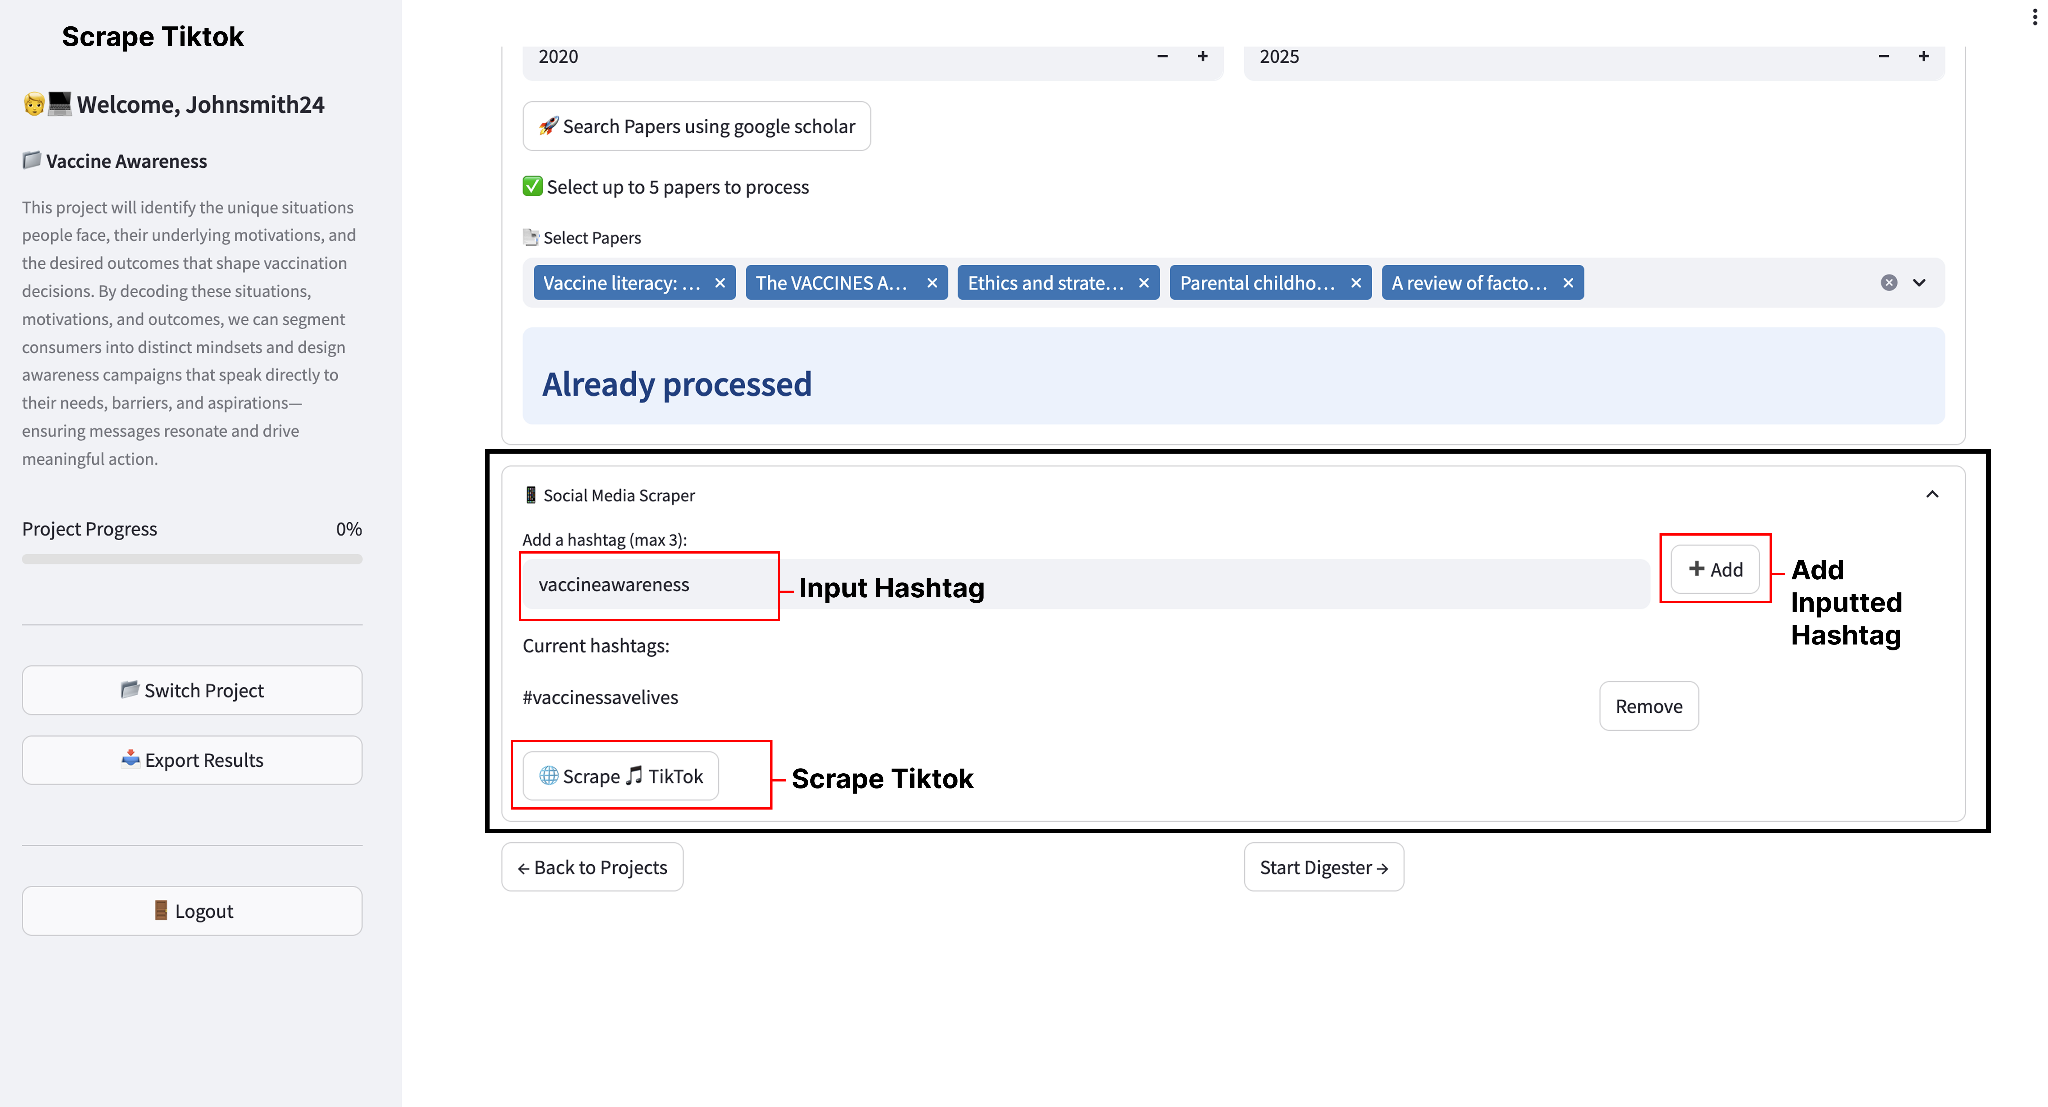 Scrape Tiktok
Welcome, Johnsmith24
Vaccine Awareness
This project will identify the unique situations
people face, their underlying motivations, and
the desired outcomes that shape vaccination
decisions. By decoding these situations,
motivations, and outcomes, we can segment
consumers into distinct mindsets and design
awareness campaigns that speak directly to
their needs, barriers, and aspirations—
ensuring messages resonate and drive
meaningful action.
Project Progress 0%
Switch Project
Export Results
Logout
2020 − + 2025 − +
Search Papers using google scholar
Select up to 5 papers to process
Select Papers
Vaccine literacy: ... × The VACCINES A... × Ethics and strate... × Parental childho... × A review of facto... ×
Already processed
Social Media Scraper
Add a hashtag (max 3):
vaccineawareness Input Hashtag
+ Add
Add
Inputted
Hashtag
Current hashtags:
#vaccinessavelives
Remove
Scrape TikTok Scrape Tiktok
← Back to Projects Start Digester →